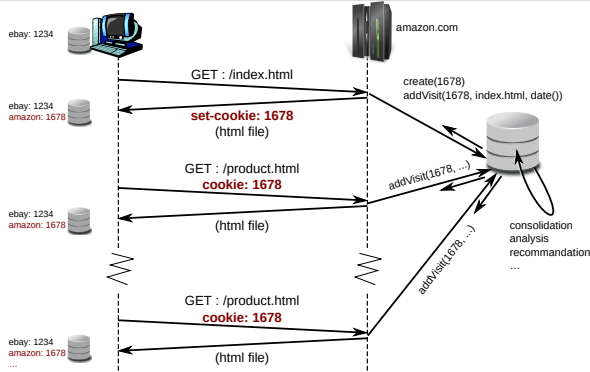 ebay: 1234
amazon.com
GET : /index.html
create(1678)
addVisit(1678, index.html, date())
ebay: 1234
amazon: 1678
set-cookie: 1678
(html file)
GET : /product.html
cookie: 1678
addVisit(1678, ...)
ebay: 1234
amazon: 1678
(html file)
consolidation
analysis
recommandation
...
addVisit(1678, ...)
GET : /product.html
cookie: 1678
ebay: 1234
amazon: 1678
...
(html file)